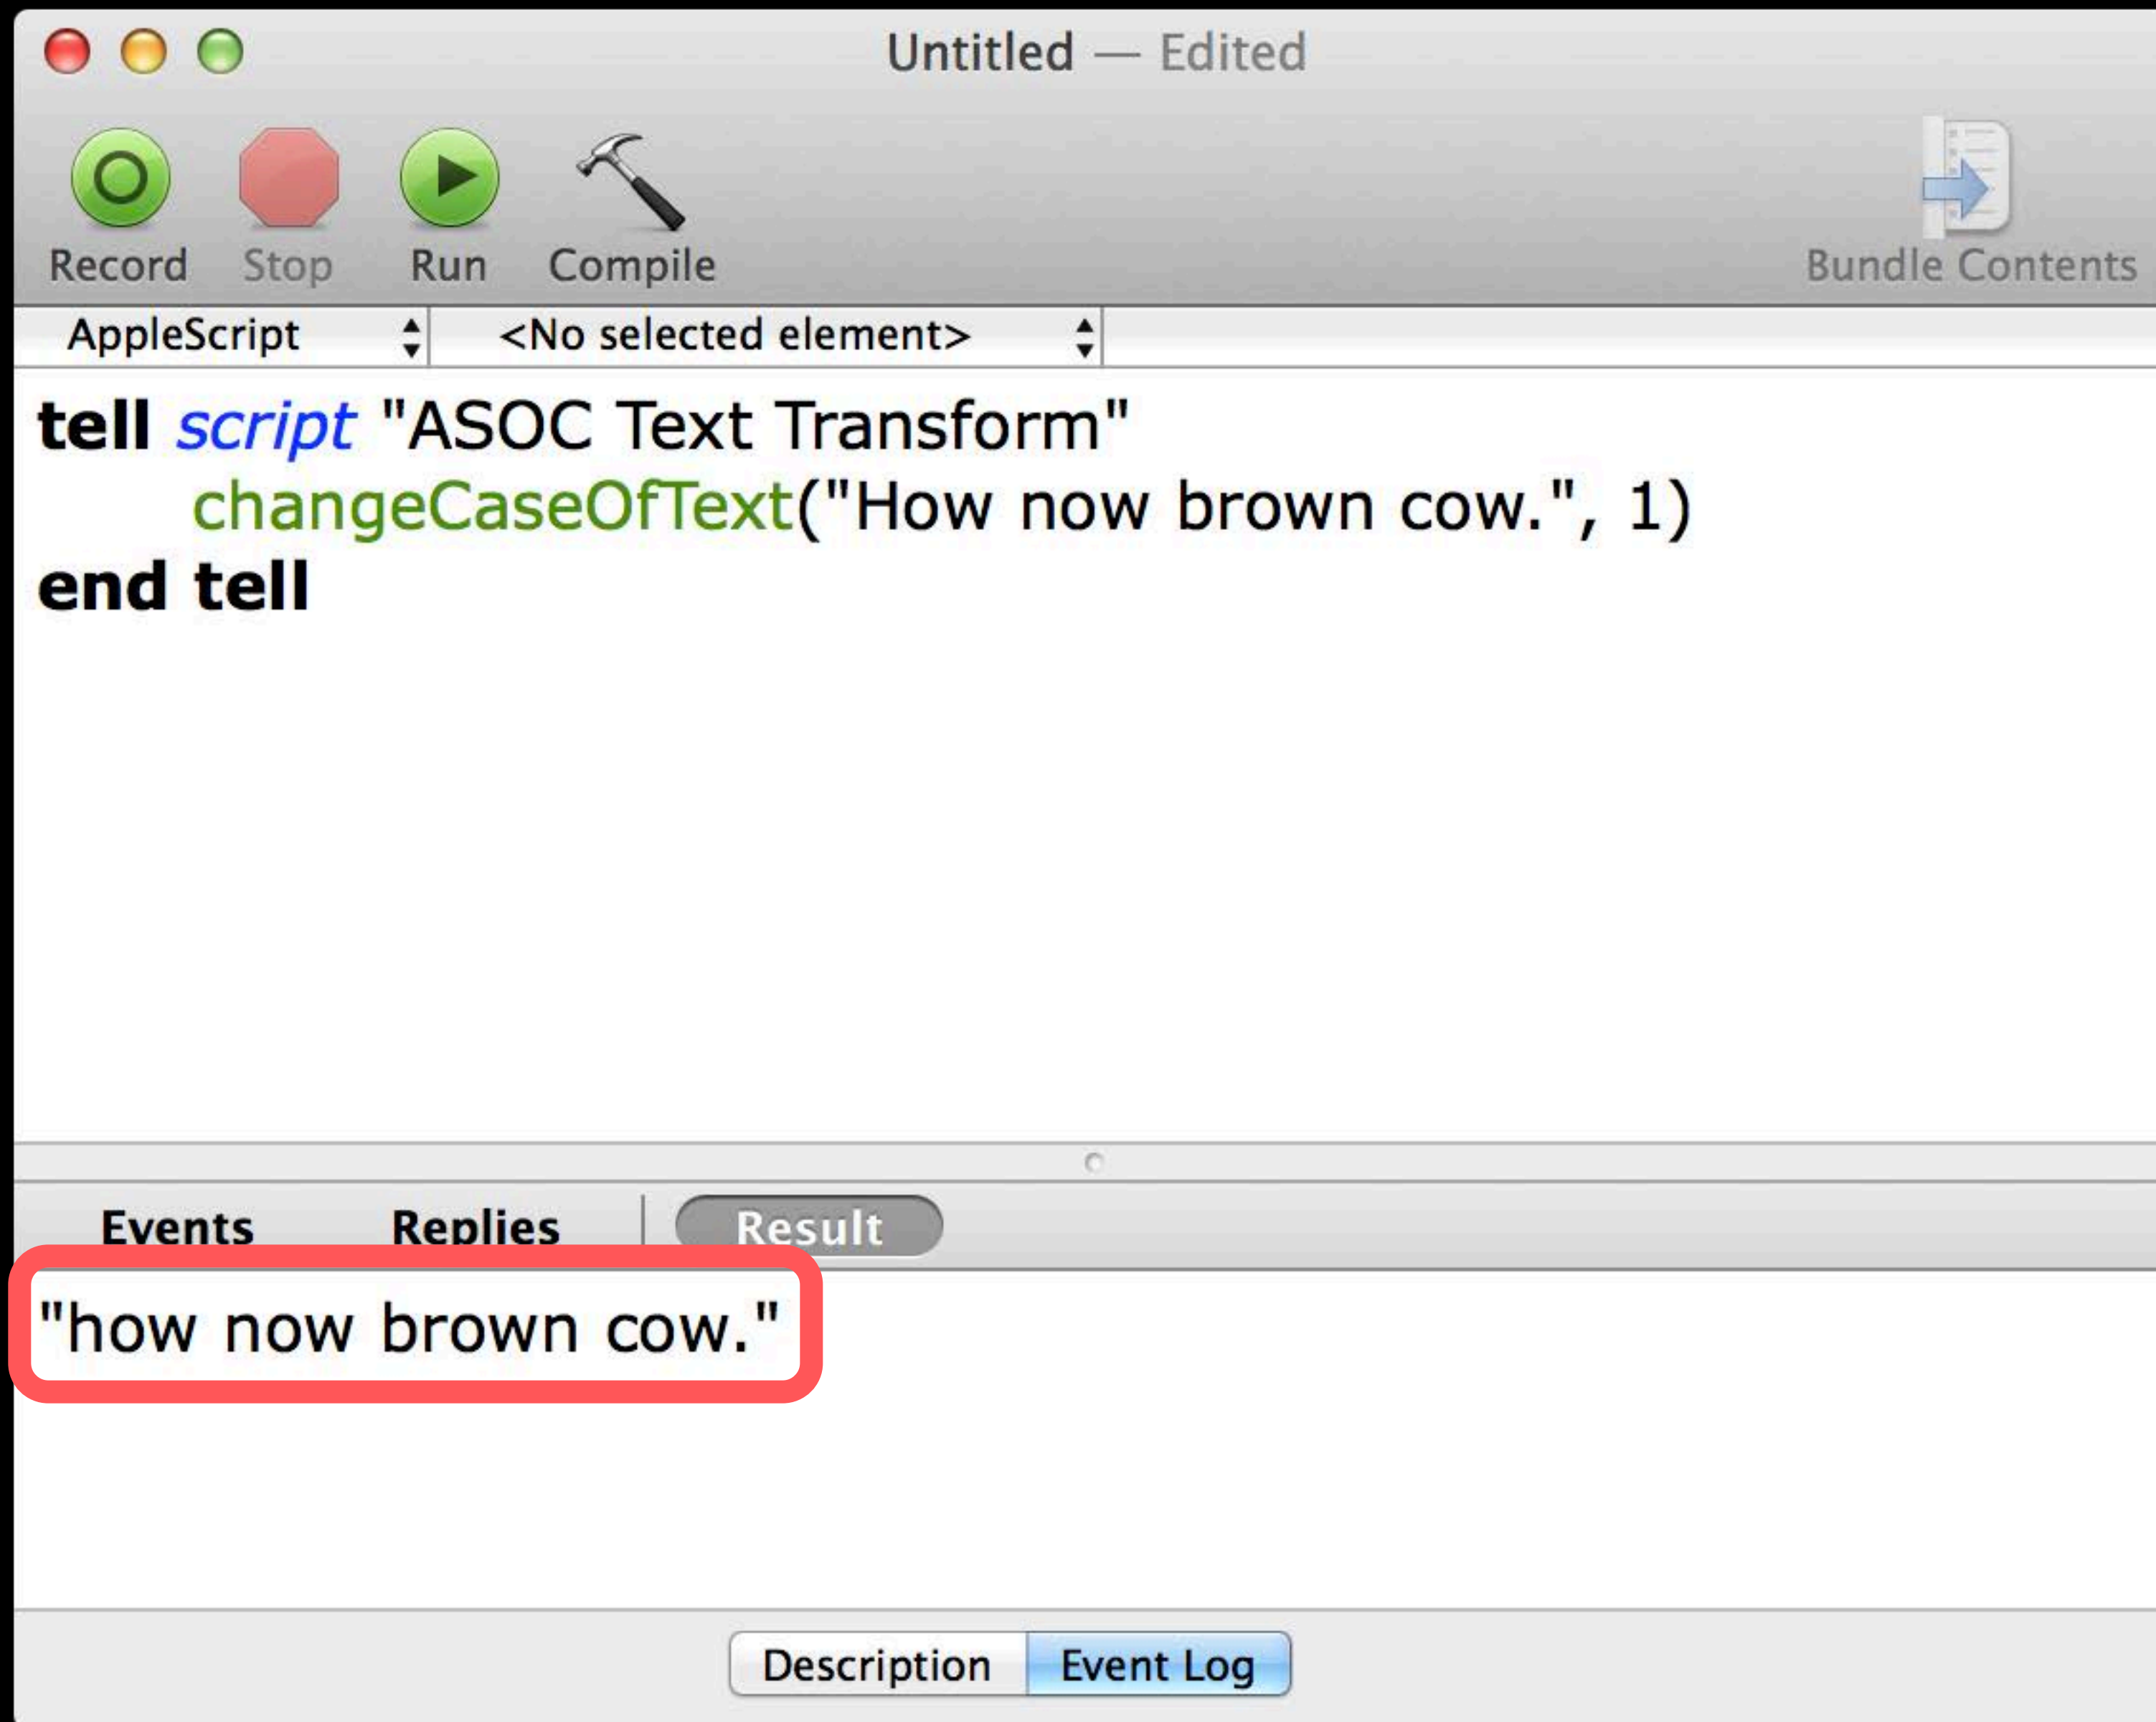 Untitled — Edited
Record Stop Run Compile Bundle Contents
AppleScript <No selected element>
tell script "ASOC Text Transform"
changeCaseOfText("How now brown cow.", 1)
end tell
Events Replies Result
"how now brown cow."
Description Event Log